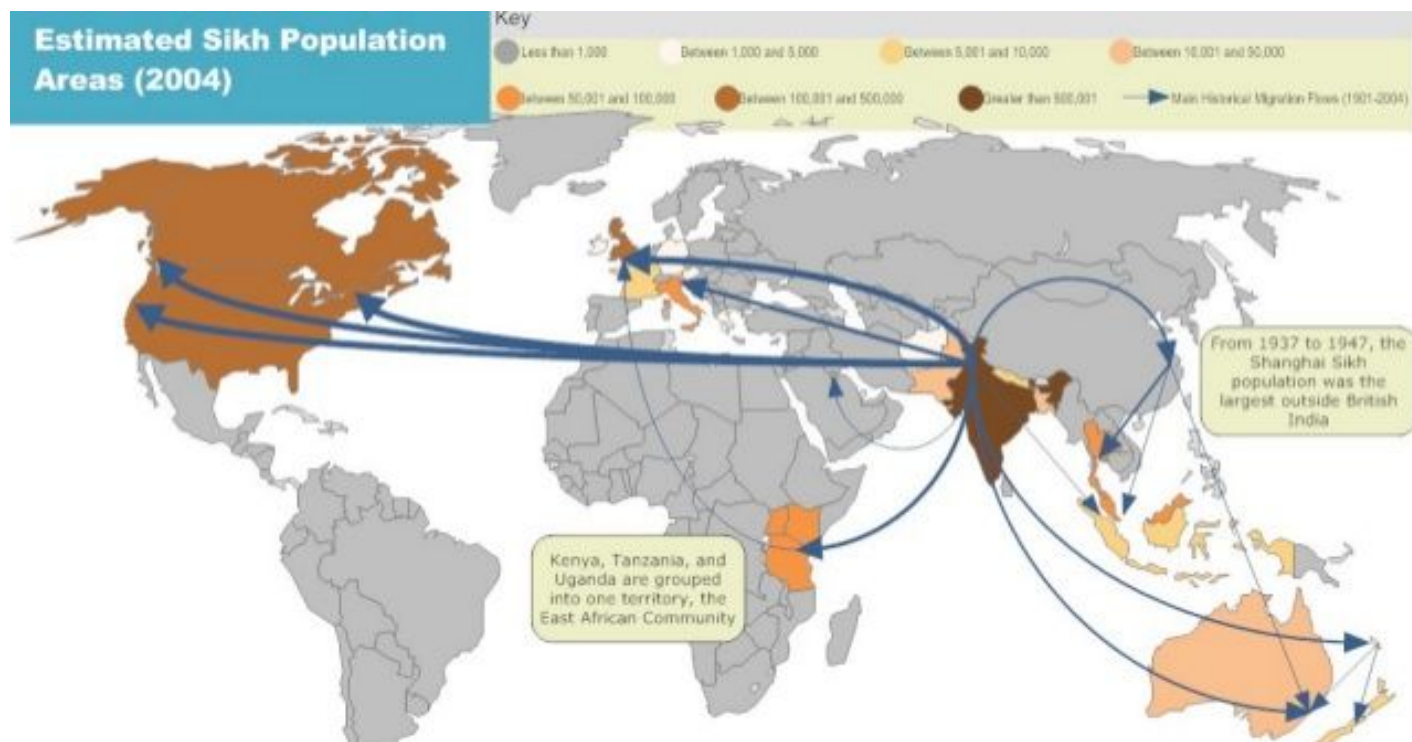 Estimated Sikh Population
Areas (2004)
Key
Less than 1,000
Between 1,000 and 5,000
Between 5,001 and 10,000
Between 10,001 and 50,000
Between 50,001 and 100,000
Between 100,001 and 500,000
Greater than 500,001
Main Historical Migration Flows (1901-2004)
From 1937 to 1947, the
Shanghai Sikh
population was the
largest outside British
India
Kenya, Tanzania, and
Uganda are grouped
into one territory, the
East African Community